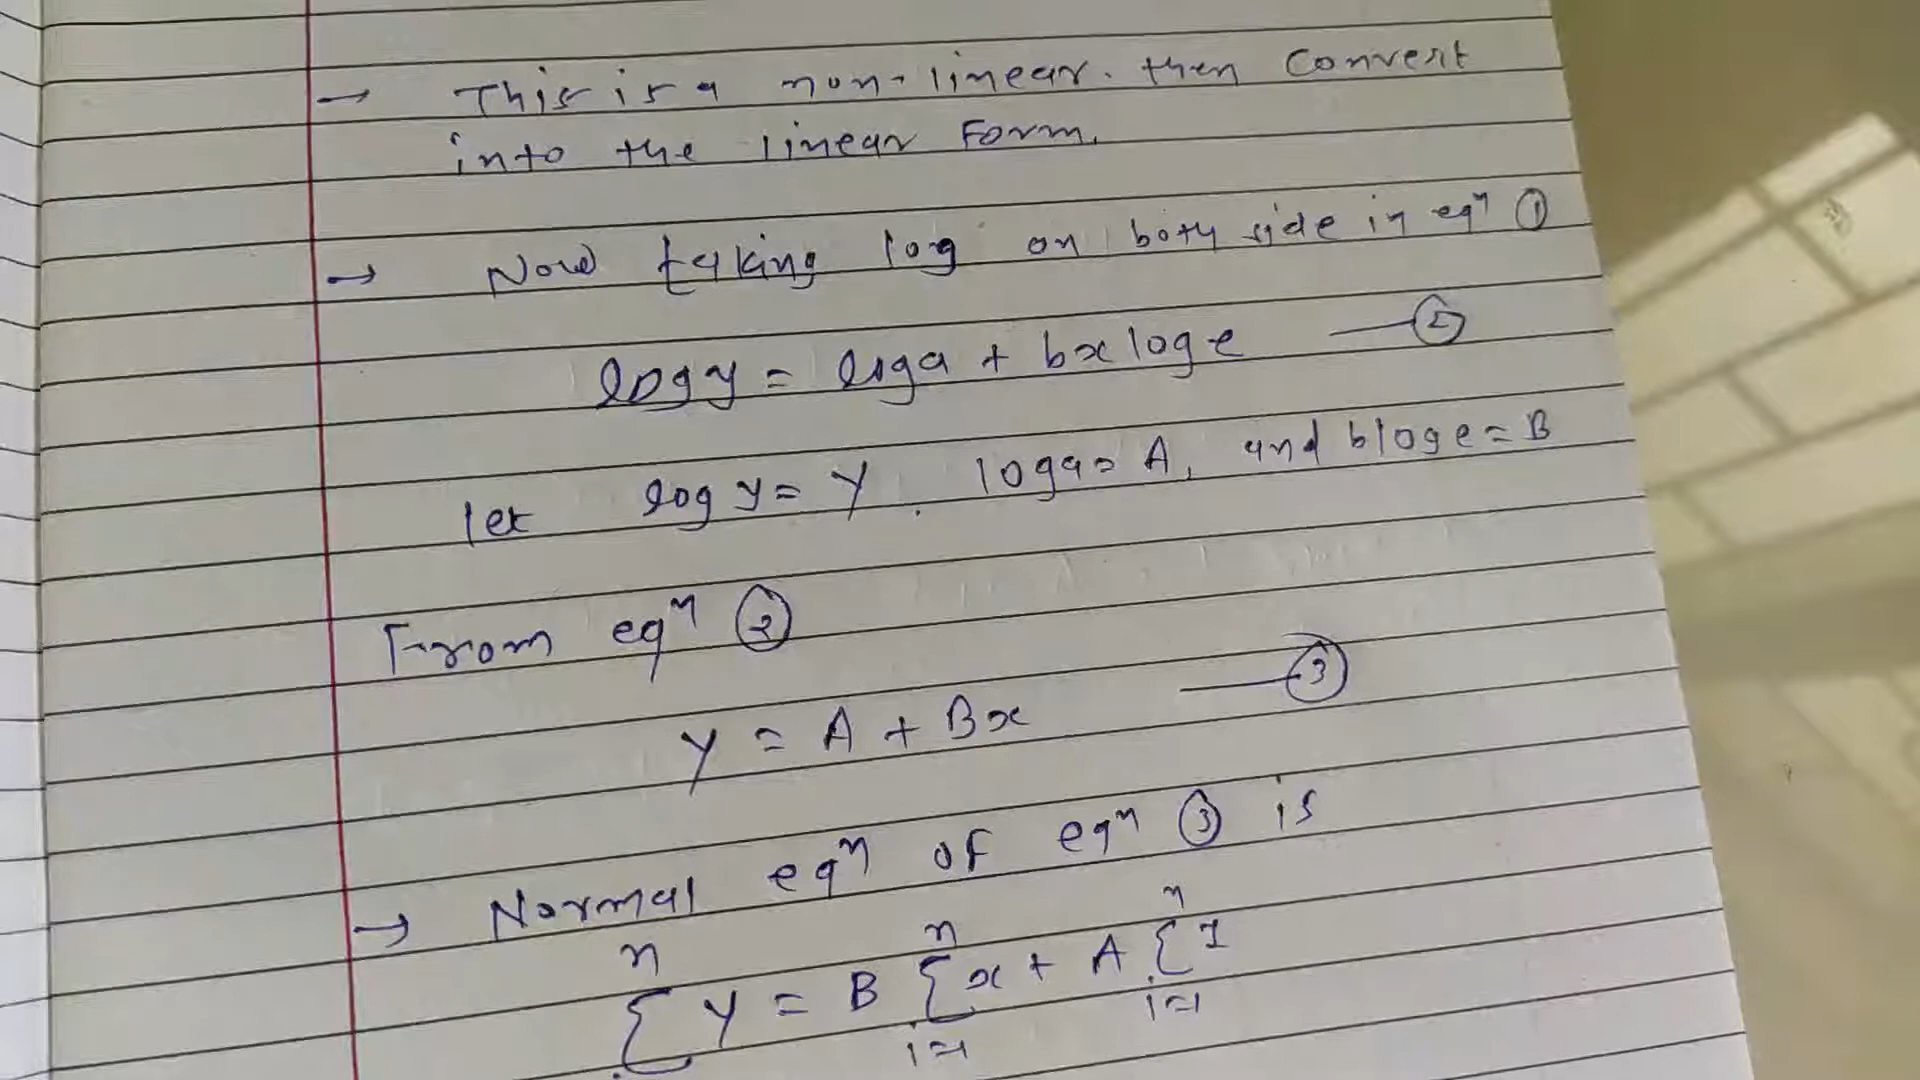 → This is a non-linear. then Convert
into the linear Form.
→ Now taking log on both side in eqⁿ ①
log y = log a + bx log e —②
let log y = Y, log a = A, and b log e = B
From eqⁿ ②
Y = A + Bx —③
→ Normal eqⁿ of eqⁿ ③ is
n n n
∑ Y = B ∑ x + A ∑ 1
i=1 i=1